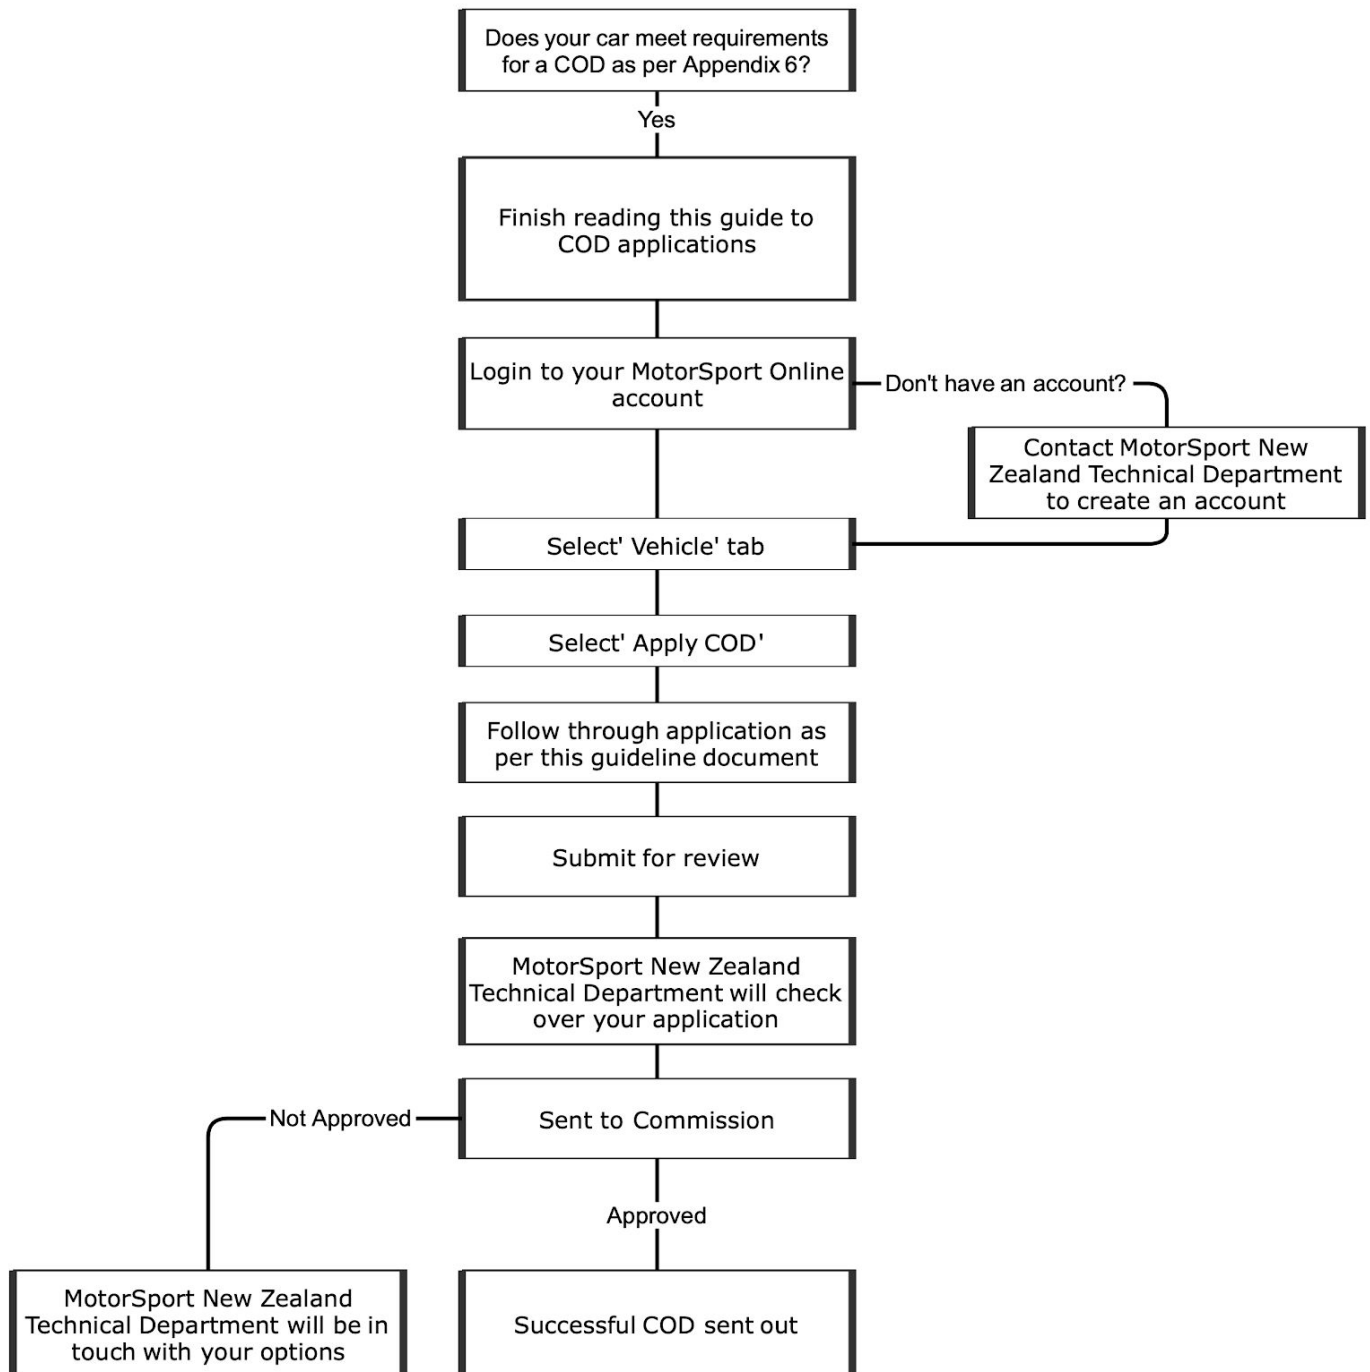 Does your car meet requirements
for a COD as per Appendix 6?
Yes
Finish reading this guide to
COD applications
Login to your MotorSport Online
account
Don't have an account?
Contact MotorSport New
Zealand Technical Department
to create an account
Select' Vehicle' tab
Select' Apply COD'
Follow through application as
per this guideline document
Submit for review
MotorSport New Zealand
Technical Department will check
over your application
Sent to Commission
Not Approved
Approved
MotorSport New Zealand
Technical Department will be in
touch with your options
Successful COD sent out